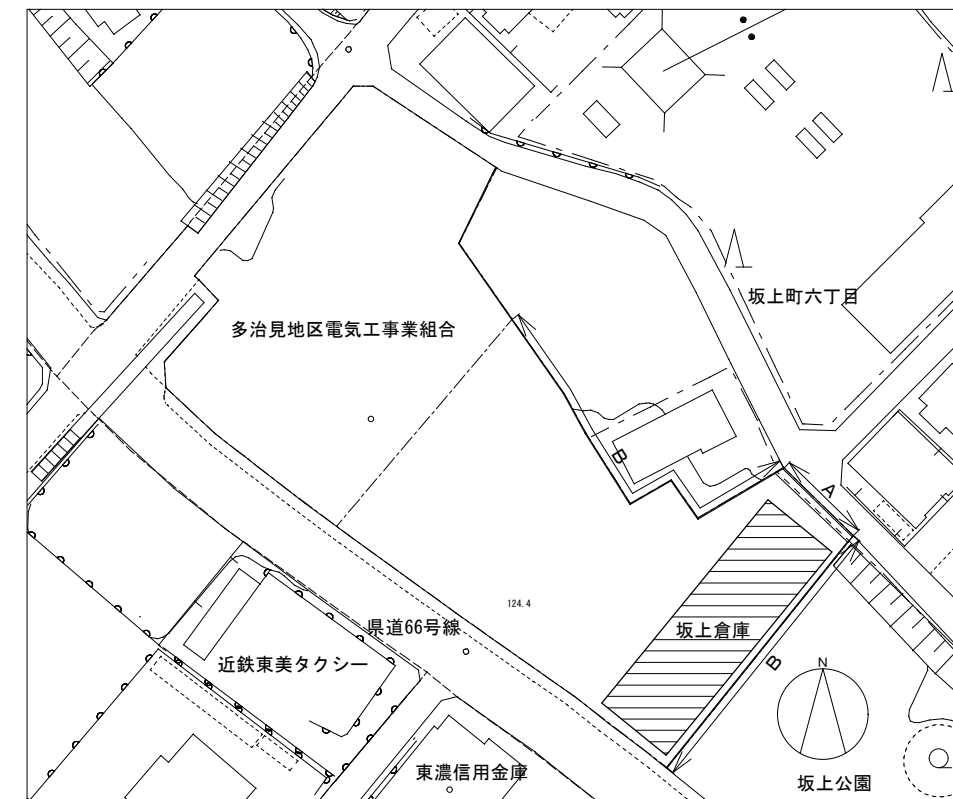 坂上町六丁目
多治見地区電気工事業組合
B
A
124.4
県道66号線
坂上倉庫
近鉄東美タクシー
B
N
東濃信用金庫
坂上公園